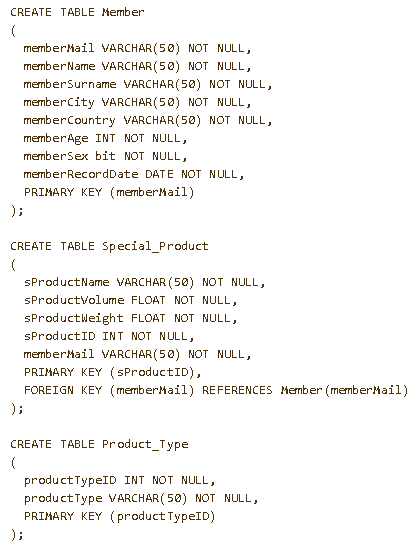 CREATE TABLE Member
(
  memberMail VARCHAR(50) NOT NULL,
  memberName VARCHAR(50) NOT NULL,
  memberSurname VARCHAR(50) NOT NULL,
  memberCity VARCHAR(50) NOT NULL,
  memberCountry VARCHAR(50) NOT NULL,
  memberAge INT NOT NULL,
  memberSex bit NOT NULL,
  memberRecordDate DATE NOT NULL,
  PRIMARY KEY (memberMail)
);

CREATE TABLE Special_Product
(
  sProductName VARCHAR(50) NOT NULL,
  sProductVolume FLOAT NOT NULL,
  sProductWeight FLOAT NOT NULL,
  sProductID INT NOT NULL,
  memberMail VARCHAR(50) NOT NULL,
  PRIMARY KEY (sProductID),
  FOREIGN KEY (memberMail) REFERENCES Member(memberMail)
);

CREATE TABLE Product_Type
(
  productTypeID INT NOT NULL,
  productType VARCHAR(50) NOT NULL,
  PRIMARY KEY (productTypeID)
);